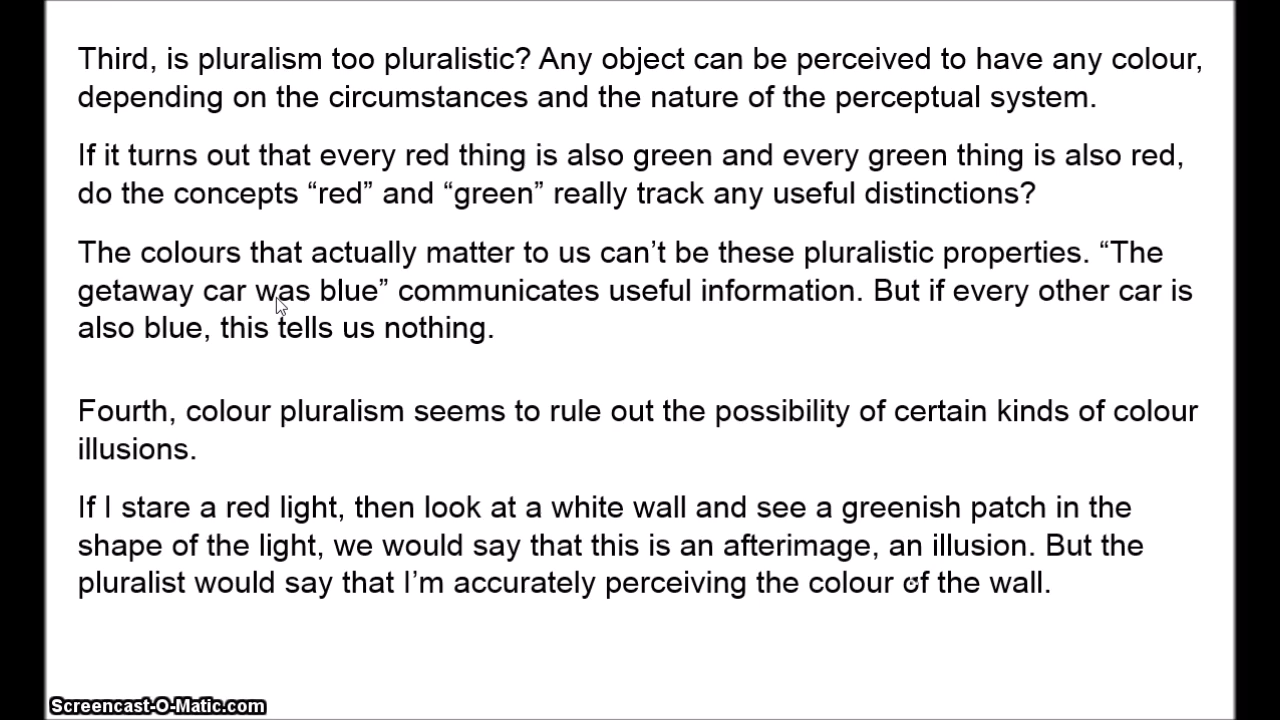 Third, is pluralism too pluralistic? Any object can be perceived to have any colour,
depending on the circumstances and the nature of the perceptual system.
If it turns out that every red thing is also green and every green thing is also red,
do the concepts “red” and “green” really track any useful distinctions?
The colours that actually matter to us can’t be these pluralistic properties. “The
getaway car was blue” communicates useful information. But if every other car is
also blue, this tells us nothing.
Fourth, colour pluralism seems to rule out the possibility of certain kinds of colour
illusions.
If I stare a red light, then look at a white wall and see a greenish patch in the
shape of the light, we would say that this is an afterimage, an illusion. But the
pluralist would say that I’m accurately perceiving the colour of the wall.
Screencast-O-Matic.com